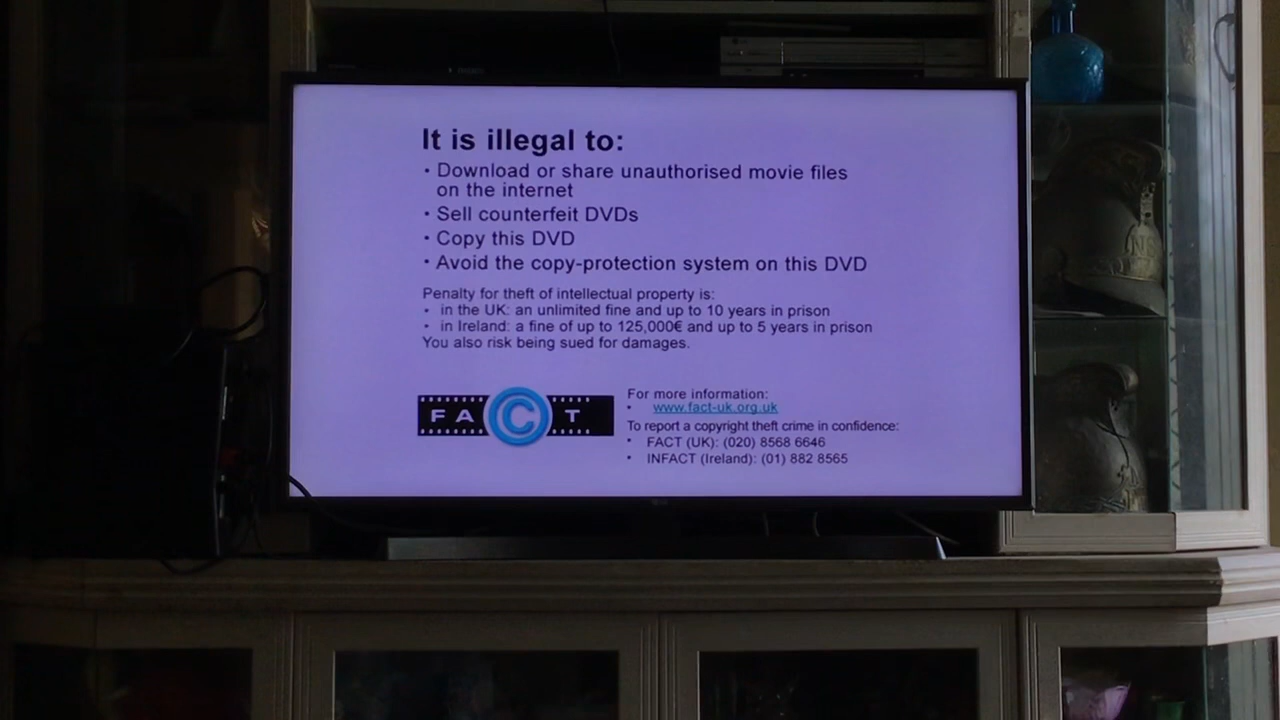 It is illegal to:
• Download or share unauthorised movie files
on the internet
• Sell counterfeit DVDs
• Copy this DVD
• Avoid the copy-protection system on this DVD
Penalty for theft of intellectual property is:
• in the UK: an unlimited fine and up to 10 years in prison
• in Ireland: a fine of up to 125,000€ and up to 5 years in prison
You also risk being sued for damages.
FA©T
For more information:
• www.fact-uk.org.uk
To report a copyright theft crime in confidence:
• FACT (UK): (020) 8568 6646
• INFACT (Ireland): (01) 882 8565